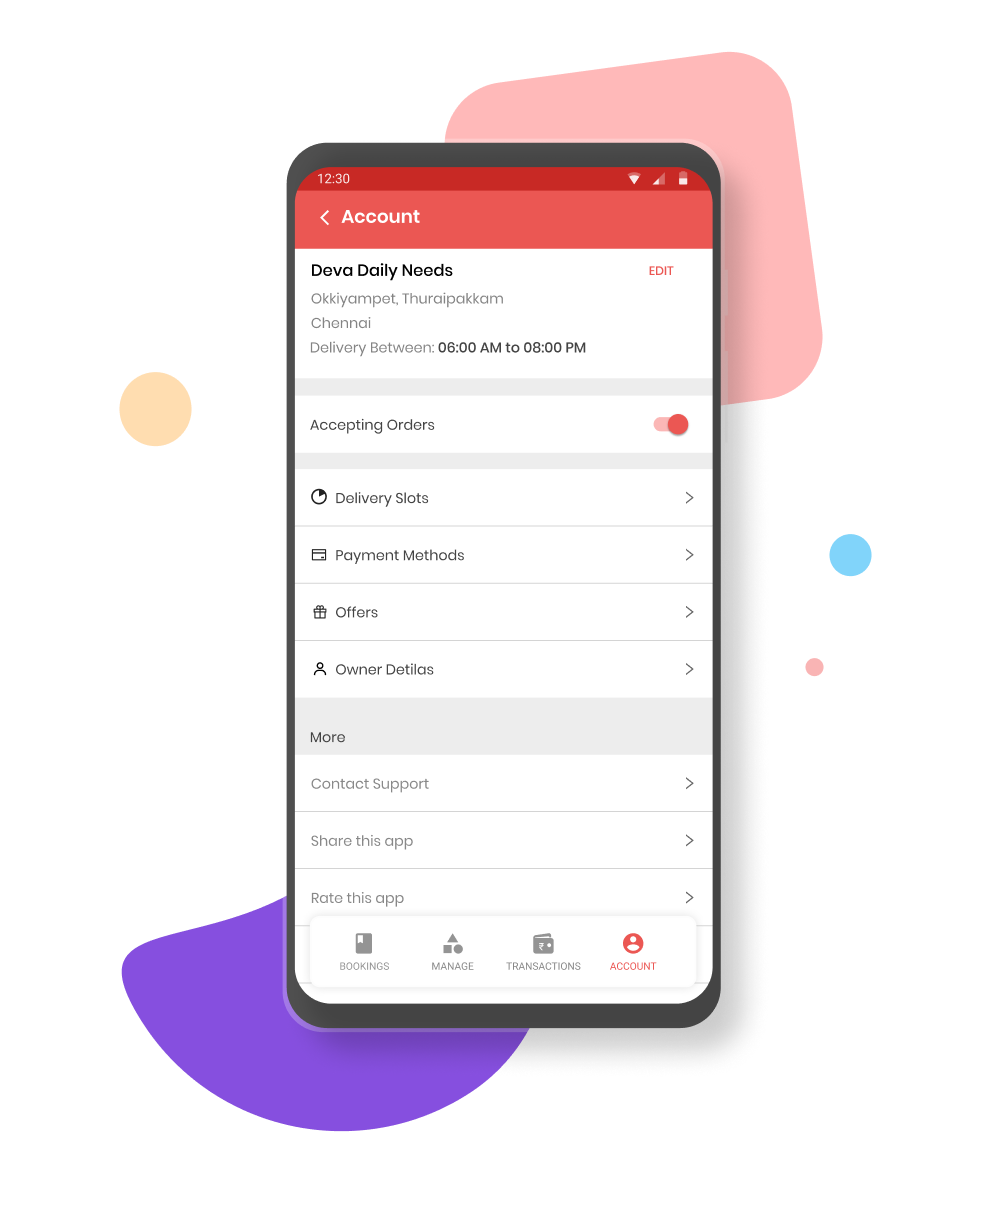 12:30
Account
Deva Daily Needs
EDIT
Okkiyampet, Thuraipakkam
Chennai
Delivery Between: 06:00 AM to 08:00 PM
Accepting Orders
Delivery Slots
Payment Methods
Offers
Owner Detilas
More
Contact Support
Share this app
Rate this app
₹
BOOKINGS
MANAGE
TRANSACTIONS
ACCOUNT